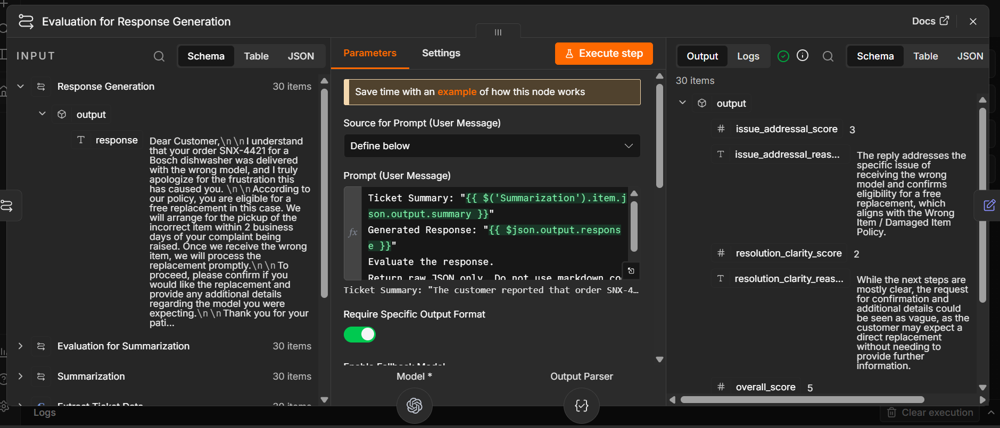 Evaluation for Response Generation
Docs
INPUT
Schema
Table
JSON
Response Generation
30 items
output
response
Dear Customer,\n\nI understand
that your order SNX-4421 for a
Bosch dishwasher was delivered
with the wrong model, and I truly
apologize for the frustration this
has caused you. \n\nAccording to
our policy, you are eligible for a
free replacement in this case. We
will arrange for the pickup of the
incorrect item within 2 business
days of your complaint being
raised. Once we receive the wrong
item, we will process the
replacement promptly.\n\nTo
proceed, please confirm if you
would like the replacement and
provide any additional details
regarding the model you were
expecting.\n\nThank you for your
pati...
Evaluation for Summarization
30 items
Summarization
30 items
Extract Ticket Data
30 items
Logs
Parameters
Settings
Execute step
Save time with an example of how this node works
Source for Prompt (User Message)
Define below
Prompt (User Message)
fx
Ticket Summary: "{{ $('Summarization').item.j
son.output.summary }}"
Generated Response: "{{ $json.output.respons
e }}"
Evaluate the response.
Return raw JSON only. Do not use markdown co
Ticket Summary: "The customer reported that order SNX-4…
Require Specific Output Format
Enable Fallback Model
Model *
Output Parser
Output
Logs
Schema
Table
JSON
30 items
output
# issue_addressal_score 3
T issue_addressal_reas...
The reply addresses the
specific issue of
receiving the wrong
model and confirms
eligibility for a free
replacement, which
aligns with the Wrong
Item / Damaged Item
Policy.
# resolution_clarity_score 2
T resolution_clarity_reas...
While the next steps are
mostly clear, the request
for confirmation and
additional details could
be seen as vague, as the
customer may expect a
direct replacement
without needing to
provide further
information.
# overall_score 5
Clear execution